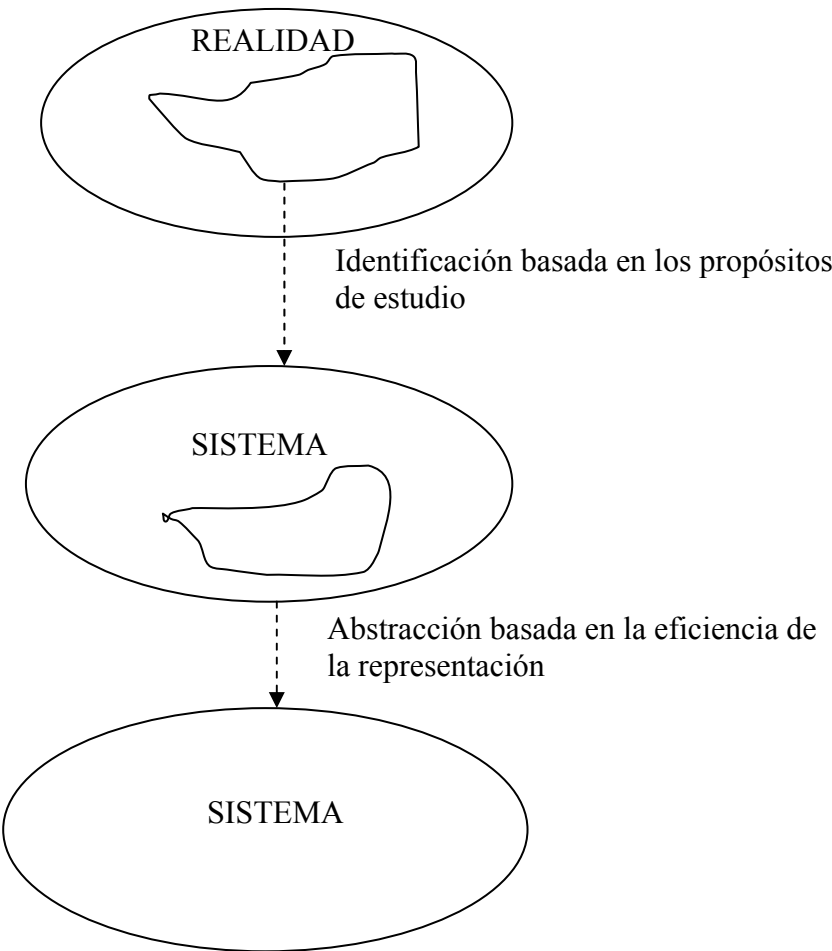 REALIDAD
Identificación basada en los propósitos
de estudio
SISTEMA
Abstracción basada en la eficiencia de
la representación
SISTEMA